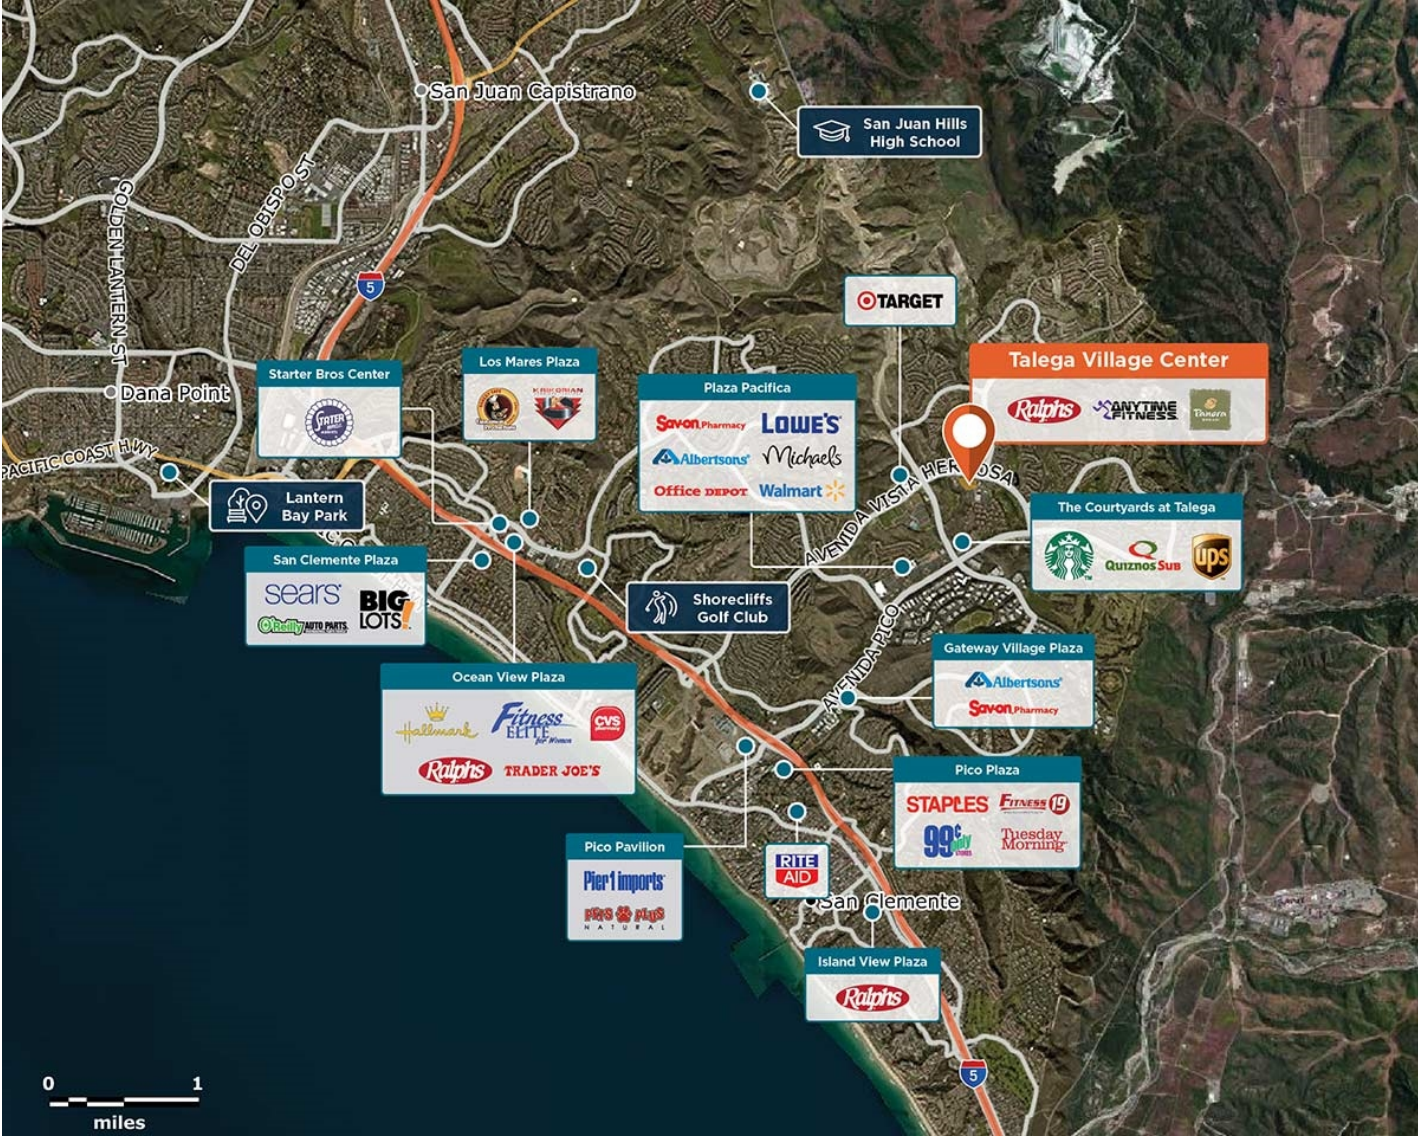 San Juan Capistrano
San Juan Hills
High School
GOLDEN LANTERN ST
DEL OBISPO ST
5
TARGET
Dana Point
PACIFIC COAST HWY
Starter Bros Center
STATER
BROS
Los Mares Plaza
KRIKORIAN
Plaza Pacifica
Sav-on Pharmacy
LOWE'S
Albertsons
Michaels
Office DEPOT
Walmart
Talega Village Center
Ralphs
ANYTIME
FITNESS
Panera
BREAD
AVENIDA VISTA HERMOSA
Lantern
Bay Park
The Courtyards at Talega
QUIZNOS SUB
ups
San Clemente Plaza
sears
BIG
LOTS!
O'Reilly AUTO PARTS
Shorecliffs
Golf Club
AVENIDA PICO
Gateway Village Plaza
Albertsons
Sav-on Pharmacy
Ocean View Plaza
Hallmark
Fitness
ELITE
for Women
CVS
pharmacy
Ralphs
TRADER JOE'S
Pico Plaza
STAPLES
FITNESS 19
99¢ only
STORES
Tuesday
Morning
Pico Pavilion
Pier 1 imports
PETS PLUS
NATURAL
RITE
AID
San Clemente
Island View Plaza
Ralphs
5
0 1
miles